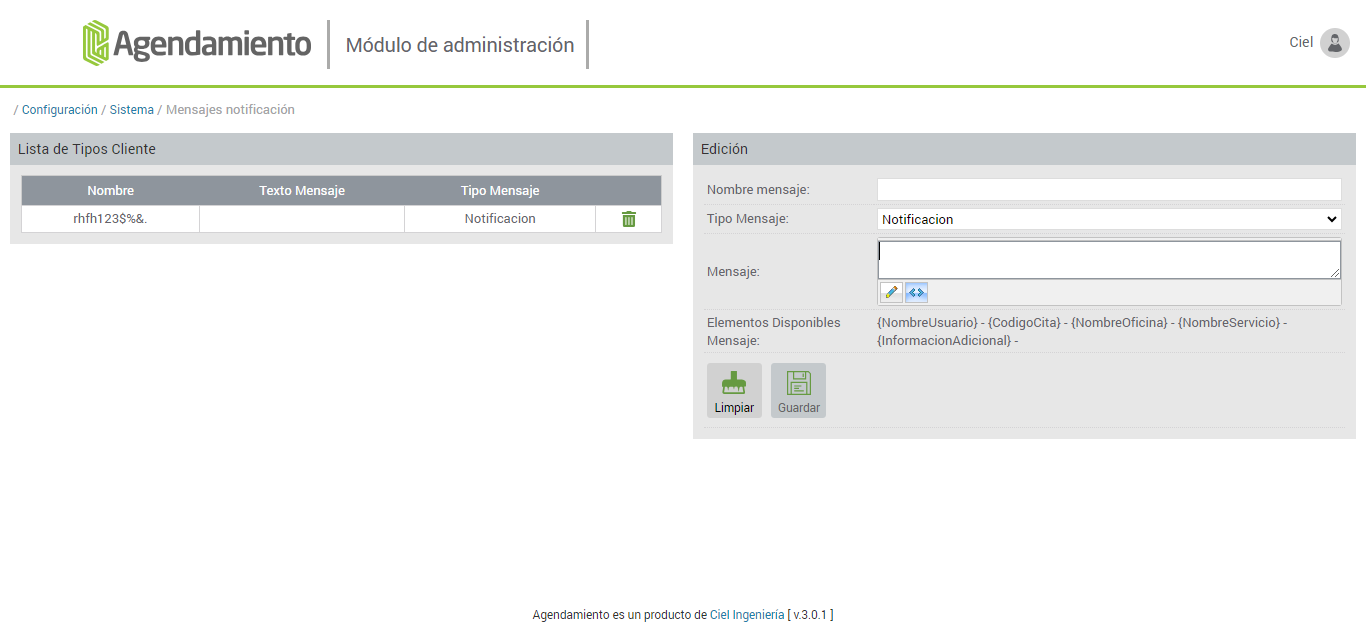 Agendamiento
Módulo de administración
Ciel
/ Configuración / Sistema / Mensajes notificación
Lista de Tipos Cliente
Nombre Texto Mensaje Tipo Mensaje
rhfh123$%&. Notificacion
Edición
Nombre mensaje:
Tipo Mensaje: Notificacion
Mensaje:
Elementos Disponibles Mensaje:
{NombreUsuario} - {CodigoCita} - {NombreOficina} - {NombreServicio} -
{InformacionAdicional} -
Limpiar Guardar
Agendamiento es un producto de Ciel Ingeniería [ v.3.0.1 ]